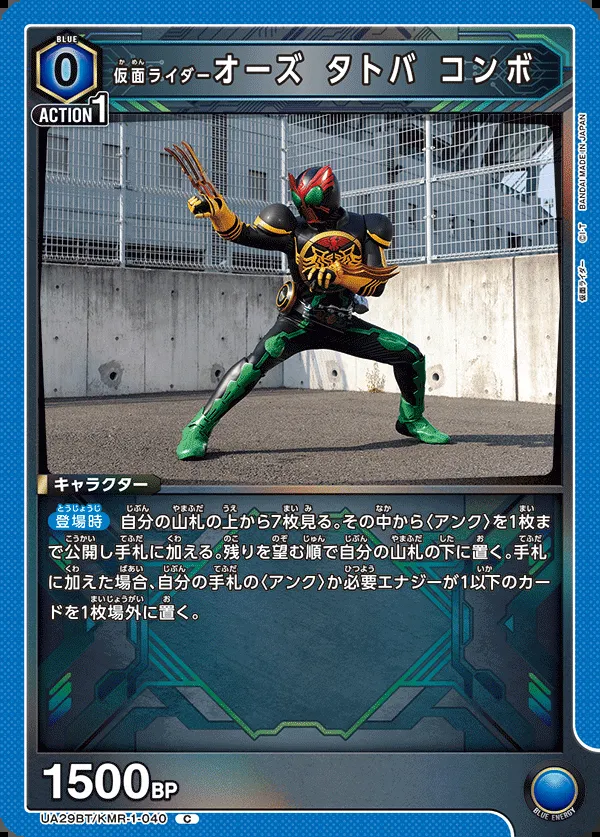 BLUE
0
仮面ライダーオーズ タトバ コンボ
ACTION 1
仮面ライダー ©I・T BANDAI MADE IN JAPAN
キャラクター
登場時 自分の山札の上から7枚見る。その中から〈アンク〉を1枚ま
で公開し手札に加える。残りを望む順で自分の山札の下に置く。手札
に加えた場合、自分の手札の〈アンク〉か必要エナジーが1以下のカー
ドを1枚場外に置く。
1500BP
BLUE ENERGY
UA29BT/KMR-1-040 C